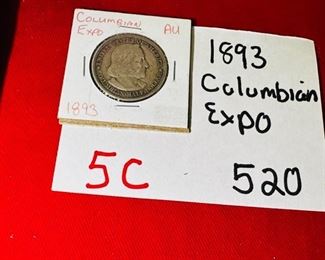 COLUMBIAN
EXPO
AU
1893
1893
Columbian
Expo
5C
520